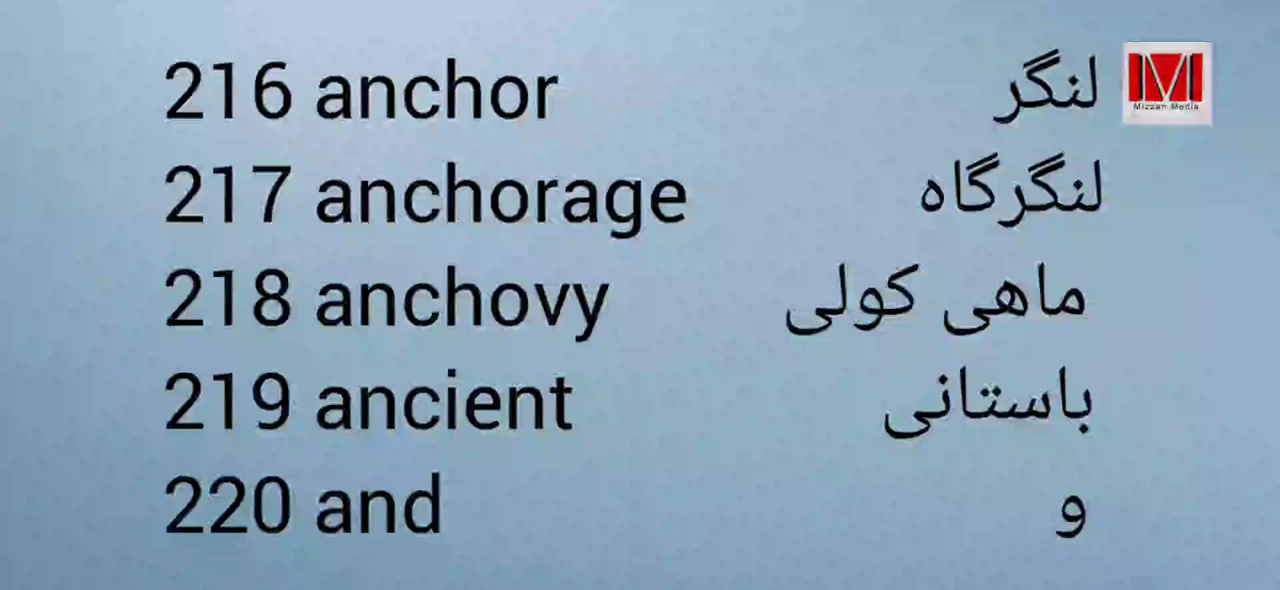 216 anchor لنگر
217 anchorage لنگرگاه
218 anchovy ماهی کولی
219 ancient باستانی
220 and و
M
Mizzan Media